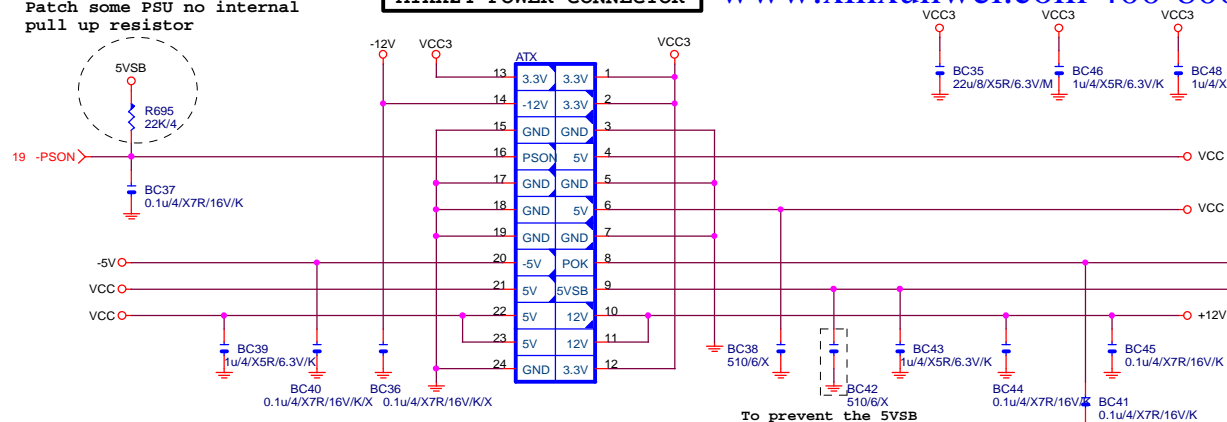 Patch some PSU no internal
pull up resistor
5VSB
R695
22K/4
19 -PSON
BC37
0.1u/4/X7R/16V/K
-12V
VCC3
VCC3
ATX
13 3.3V 3.3V 1
14 -12V 3.3V 2
15 GND GND 3
16 PSON 5V 4
17 GND GND 5
18 GND 5V 6
19 GND GND 7
20 -5V POK 8
21 5V 5VSB 9
22 5V 12V 10
23 5V 12V 11
24 GND 3.3V 12
-5V
VCC
VCC
BC39
1u/4/X5R/6.3V/K
BC40
0.1u/4/X7R/16V/K/X
BC36
0.1u/4/X7R/16V/K/X
VCC3
BC35
22u/8/X5R/6.3V/M
VCC3
BC46
1u/4/X5R/6.3V/K
VCC3
BC48
1u/4/X
VCC
VCC
+12V
BC38
510/6/X
BC42
510/6/X
BC43
1u/4/X5R/6.3V/K
BC44
0.1u/4/X7R/16V/K
BC45
0.1u/4/X7R/16V/K
BC41
0.1u/4/X7R/16V/K
To prevent the 5VSB